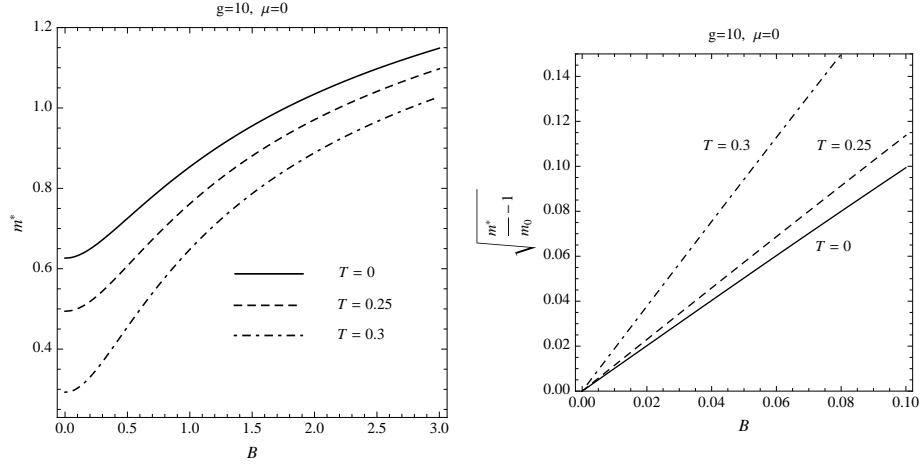 g=10, μ=0
m*
1.2
1.0
0.8
0.6
0.4
T = 0
T = 0.25
T = 0.3
0.0 0.5 1.0 1.5 2.0 2.5 3.0
B
g=10, μ=0
√ m*/m₀ − 1
0.14
0.12
0.10
0.08
0.06
0.04
0.02
0.00
T = 0.3
T = 0.25
T = 0
0.00 0.02 0.04 0.06 0.08 0.10
B